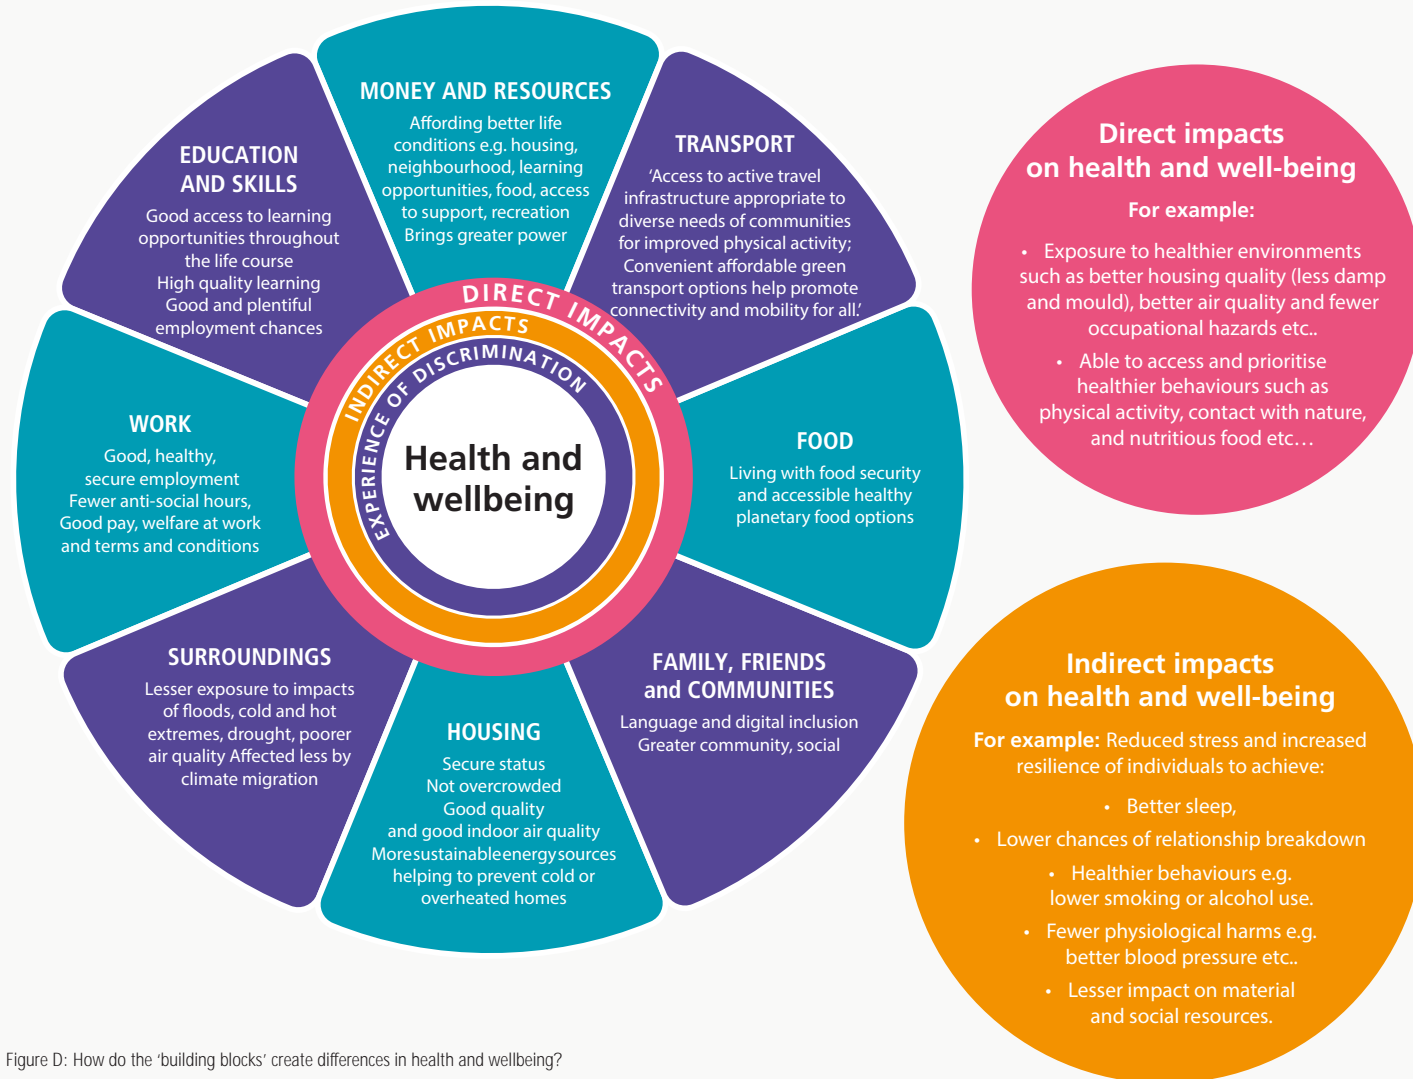 MONEY AND RESOURCES
Affording better life
conditions e.g. housing,
neighbourhood, learning
opportunities, food, access
to support, recreation
Brings greater power
TRANSPORT
‘Access to active travel
infrastructure appropriate to
diverse needs of communities
for improved physical activity;
Convenient affordable green
transport options help promote
connectivity and mobility for all.’
FOOD
Living with food security
and accessible healthy
planetary food options
FAMILY, FRIENDS
and COMMUNITIES
Language and digital inclusion
Greater community, social
HOUSING
Secure status
Not overcrowded
Good quality
and good indoor air quality
More sustainable energy sources
helping to prevent cold or
overheated homes
SURROUNDINGS
Lesser exposure to impacts
of floods, cold and hot
extremes, drought, poorer
air quality Affected less by
climate migration
WORK
Good, healthy,
secure employment
Fewer anti-social hours,
Good pay, welfare at work
and terms and conditions
EDUCATION
AND SKILLS
Good access to learning
opportunities throughout
the life course
High quality learning
Good and plentiful
employment chances
DIRECT IMPACTS
INDIRECT IMPACTS
EXPERIENCE OF DISCRIMINATION
Health and
wellbeing
Direct impacts
on health and well-being
For example:
• Exposure to healthier environments
such as better housing quality (less damp
and mould), better air quality and fewer
occupational hazards etc..
• Able to access and prioritise
healthier behaviours such as
physical activity, contact with nature,
and nutritious food etc…
Indirect impacts
on health and well-being
For example: Reduced stress and increased
resilience of individuals to achieve:
• Better sleep,
• Lower chances of relationship breakdown
• Healthier behaviours e.g.
lower smoking or alcohol use.
• Fewer physiological harms e.g.
better blood pressure etc..
• Lesser impact on material
and social resources.
Figure D: How do the ‘building blocks’ create differences in health and wellbeing?